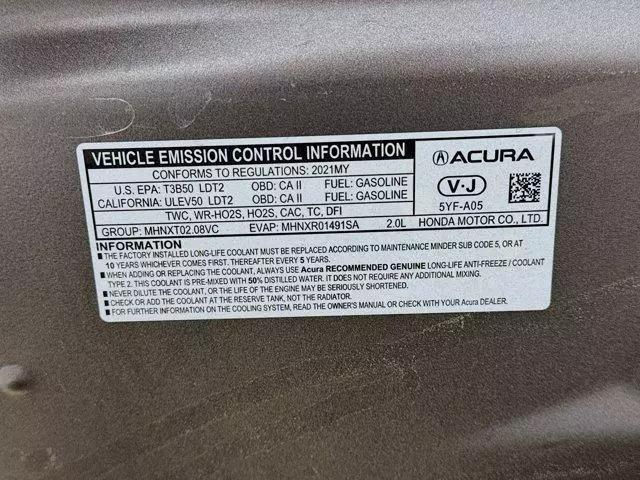 VEHICLE EMISSION CONTROL INFORMATION
CONFORMS TO REGULATIONS: 2021MY
U.S. EPA: T3B50 LDT2 OBD: CA II FUEL: GASOLINE
CALIFORNIA: ULEV50 LDT2 OBD: CA II FUEL: GASOLINE
TWC, WR-HO2S, HO2S, CAC, TC, DFI
GROUP: MHNXT02.08VC EVAP: MHNXR01491SA 2.0L
ACURA
V·J
5YF-A05
HONDA MOTOR CO., LTD.
INFORMATION
■ THE FACTORY INSTALLED LONG-LIFE COOLANT MUST BE REPLACED ACCORDING TO MAINTENANCE MINDER SUB CODE 5, OR AT
10 YEARS WHICHEVER COMES FIRST. THEREAFTER EVERY 5 YEARS.
■ WHEN ADDING OR REPLACING THE COOLANT, ALWAYS USE Acura RECOMMENDED GENUINE LONG-LIFE ANTI-FREEZE / COOLANT
TYPE 2. THIS COOLANT IS PRE-MIXED WITH 50% DISTILLED WATER. IT DOES NOT REQUIRE ANY ADDITIONAL MIXING.
■ NEVER DILUTE THE COOLANT, OR THE LIFE OF THE COOLANT WILL BE SERIOUSLY SHORTENED.
■ CHECK OR ADD COOLANT AT THE RESERVE TANK, NOT THE RADIATOR.
■ FOR FURTHER INFORMATION ON THE COOLING SYSTEM, READ THE OWNER'S MANUAL OR CHECK WITH YOUR Acura DEALER.